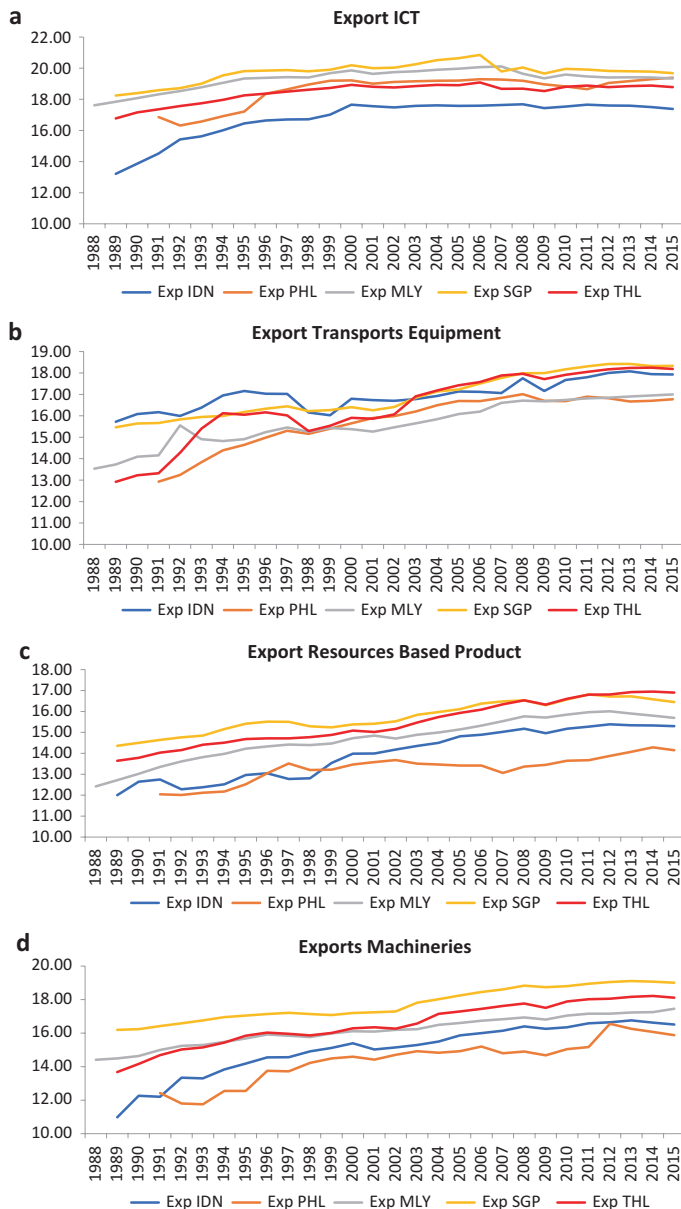 a
Export ICT
22.00
20.00
18.00
16.00
14.00
12.00
10.00
1988 1989 1990 1991 1992 1993 1994 1995 1996 1997 1998 1999 2000 2001 2002 2003 2004 2005 2006 2007 2008 2009 2010 2011 2012 2013 2014 2015
Exp IDN Exp PHL Exp MLY Exp SGP Exp THL
b
Export Transports Equipment
19.00
18.00
17.00
16.00
15.00
14.00
13.00
12.00
11.00
10.00
1988 1989 1990 1991 1992 1993 1994 1995 1996 1997 1998 1999 2000 2001 2002 2003 2004 2005 2006 2007 2008 2009 2010 2011 2012 2013 2014 2015
Exp IDN Exp PHL Exp MLY Exp SGP Exp THL
c
Export Resources Based Product
18.00
17.00
16.00
15.00
14.00
13.00
12.00
11.00
10.00
1988 1989 1990 1991 1992 1993 1994 1995 1996 1997 1998 1999 2000 2001 2002 2003 2004 2005 2006 2007 2008 2009 2010 2011 2012 2013 2014 2015
Exp IDN Exp PHL Exp MLY Exp SGP Exp THL
d
Exports Machineries
20.00
18.00
16.00
14.00
12.00
10.00
1988 1989 1990 1991 1992 1993 1994 1995 1996 1997 1998 1999 2000 2001 2002 2003 2004 2005 2006 2007 2008 2009 2010 2011 2012 2013 2014 2015
Exp IDN Exp PHL Exp MLY Exp SGP Exp THL